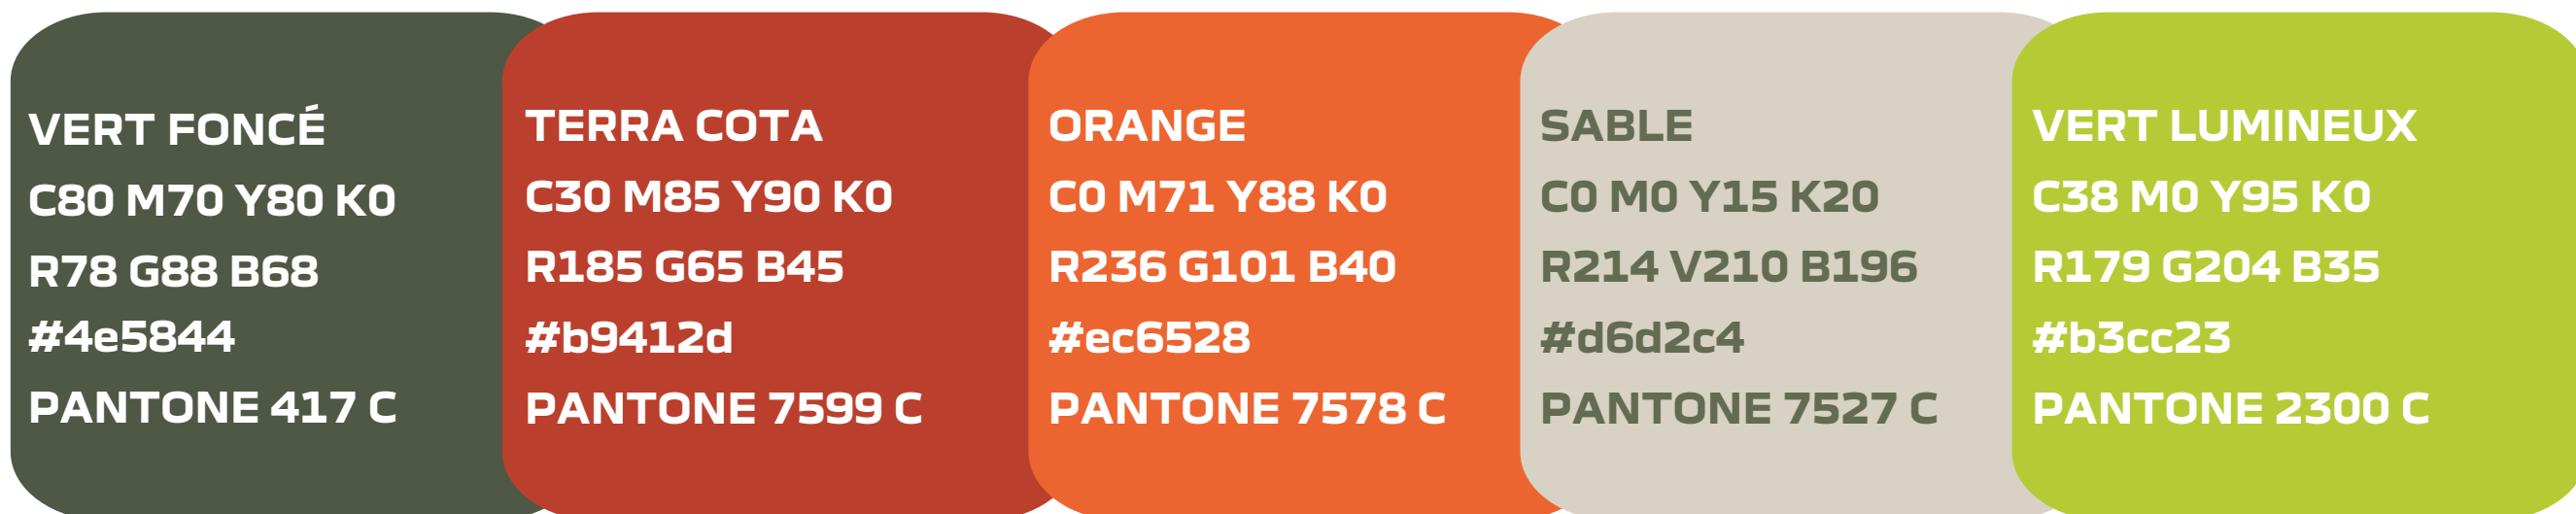 VERT FONCÉ
C80 M70 Y80 K0
R78 G88 B68
#4e5844
PANTONE 417 C
TERRA COTA
C30 M85 Y90 K0
R185 G65 B45
#b9412d
PANTONE 7599 C
ORANGE
C0 M71 Y88 K0
R236 G101 B40
#ec6528
PANTONE 7578 C
SABLE
C0 M0 Y15 K20
R214 V210 B196
#d6d2c4
PANTONE 7527 C
VERT LUMINEUX
C38 M0 Y95 K0
R179 G204 B35
#b3cc23
PANTONE 2300 C